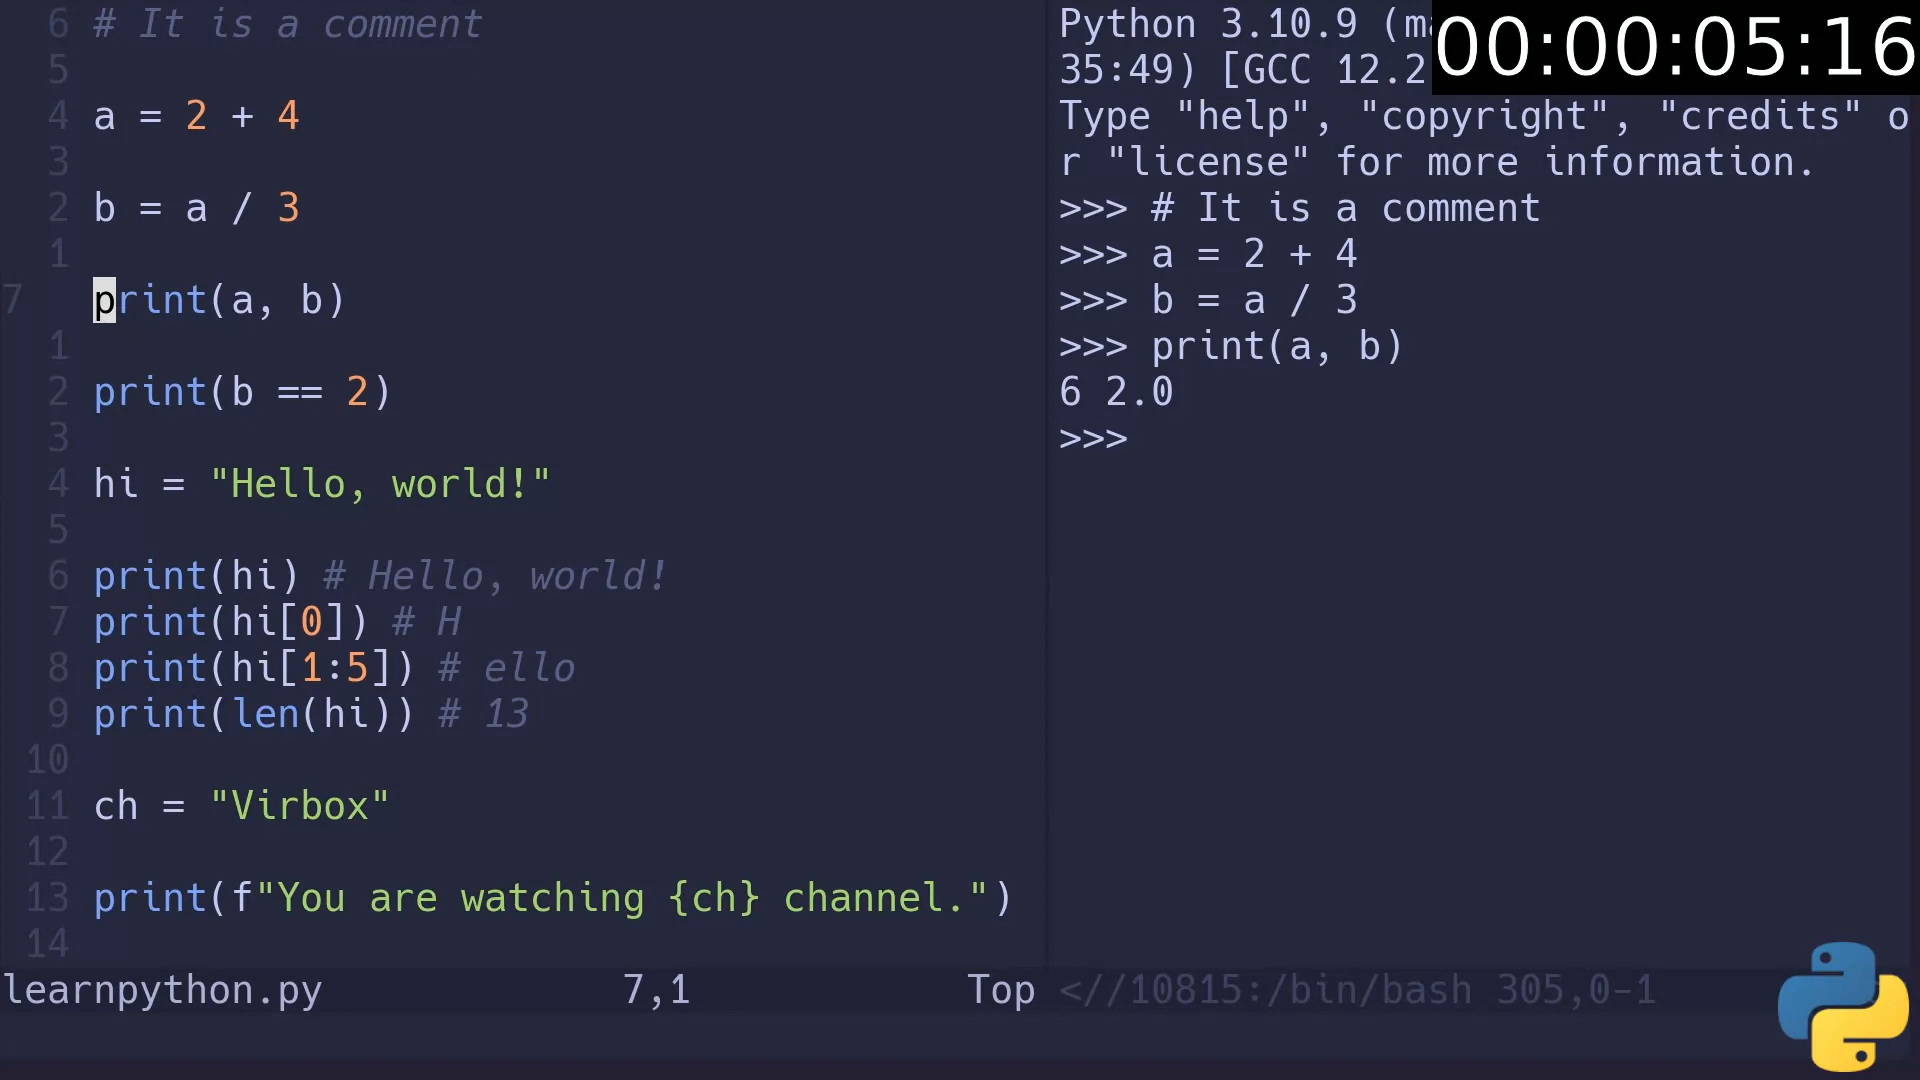 6 # It is a comment
5
4 a = 2 + 4
3
2 b = a / 3
1
7 print(a, b)
1
2 print(b == 2)
3
4 hi = "Hello, world!"
5
6 print(hi) # Hello, world!
7 print(hi[0]) # H
8 print(hi[1:5]) # ello
9 print(len(hi)) # 13
10
11 ch = "Virbox"
12
13 print(f"You are watching {ch} channel.")
14
learnpython.py 7,1 Top
Python 3.10.9 (
35:49) [GCC 12.2
Type "help", "copyright", "credits" o
r "license" for more information.
>>> # It is a comment
>>> a = 2 + 4
>>> b = a / 3
>>> print(a, b)
6 2.0
>>>
<//10815:/bin/bash 305,0-1
00:00:05:16